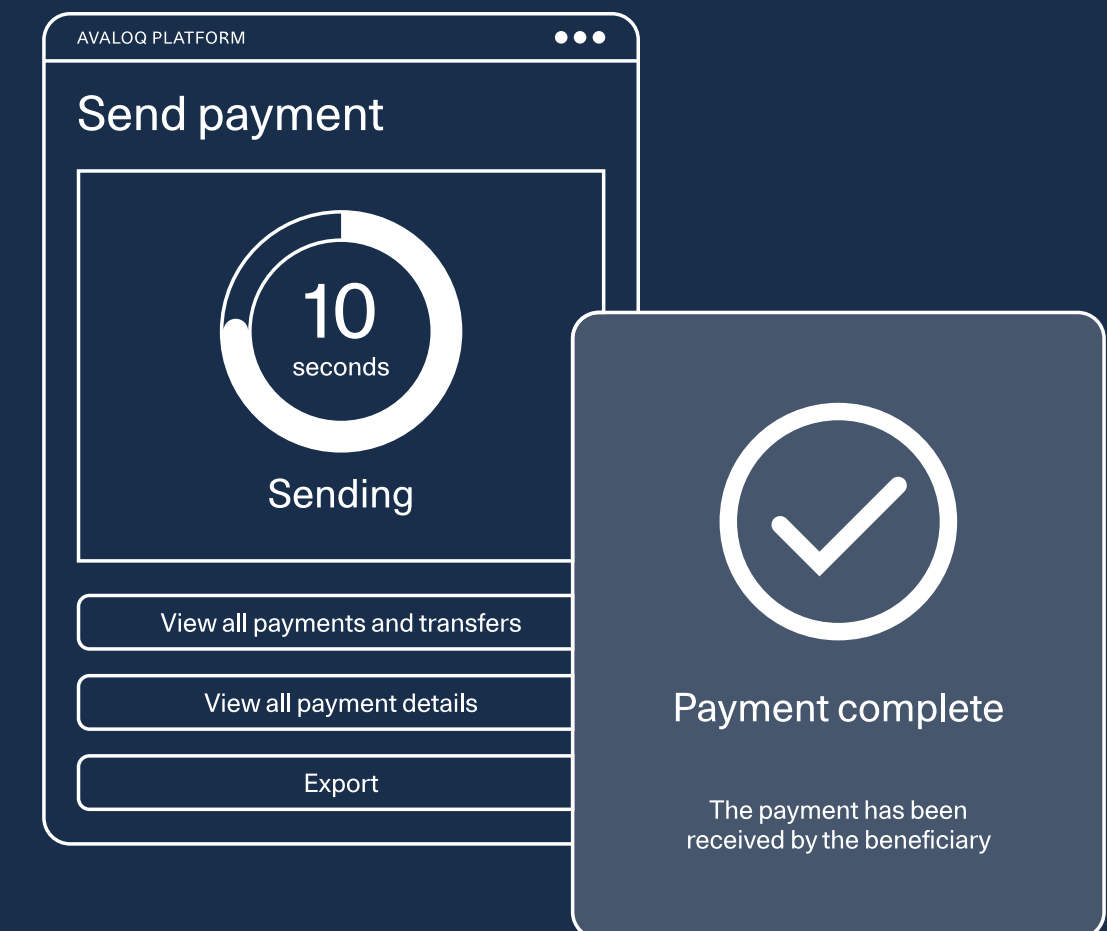 AVALOQ PLATFORM
Send payment
10
seconds
Sending
View all payments and transfers
View all payment details
Export
Payment complete
The payment has been
received by the beneficiary